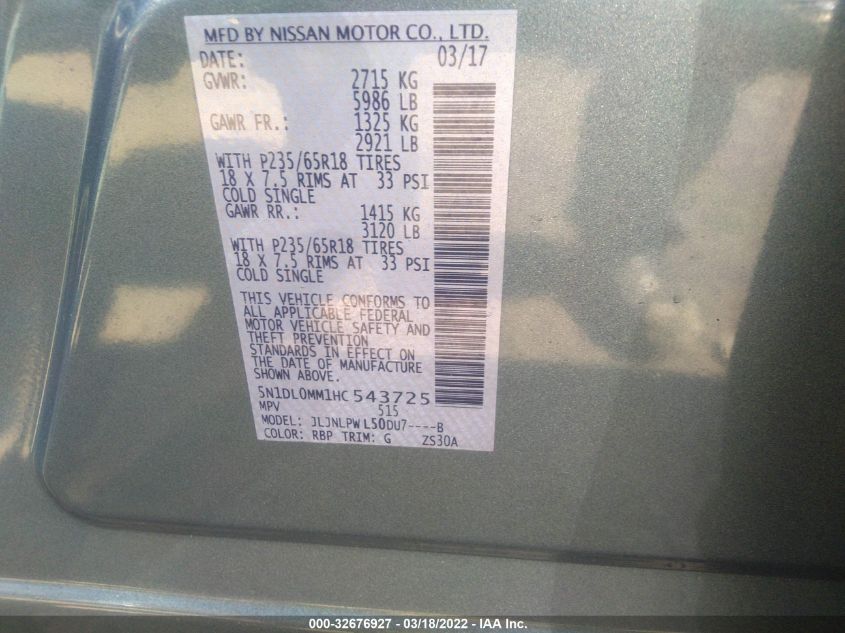 MFD BY NISSAN MOTOR CO., LTD.
DATE: 03/17
GVWR: 2715 KG
5986 LB
GAWR FR.: 1325 KG
2921 LB
WITH P235/65R18 TIRES
18 X 7.5 RIMS AT 33 PSI
COLD SINGLE
GAWR RR.: 1415 KG
3120 LB
WITH P235/65R18 TIRES
18 X 7.5 RIMS AT 33 PSI
COLD SINGLE
THIS VEHICLE CONFORMS TO
ALL APPLICABLE FEDERAL
MOTOR VEHICLE SAFETY AND
THEFT PREVENTION
STANDARDS IN EFFECT ON
THE DATE OF MANUFACTURE
SHOWN ABOVE.
5N1DL0MM1HC543725
MPV 515
MODEL: JLJNLPWL50DU7----B
COLOR: RBP TRIM: G ZS30A
000-32676927 - 03/18/2022 - IAA Inc.